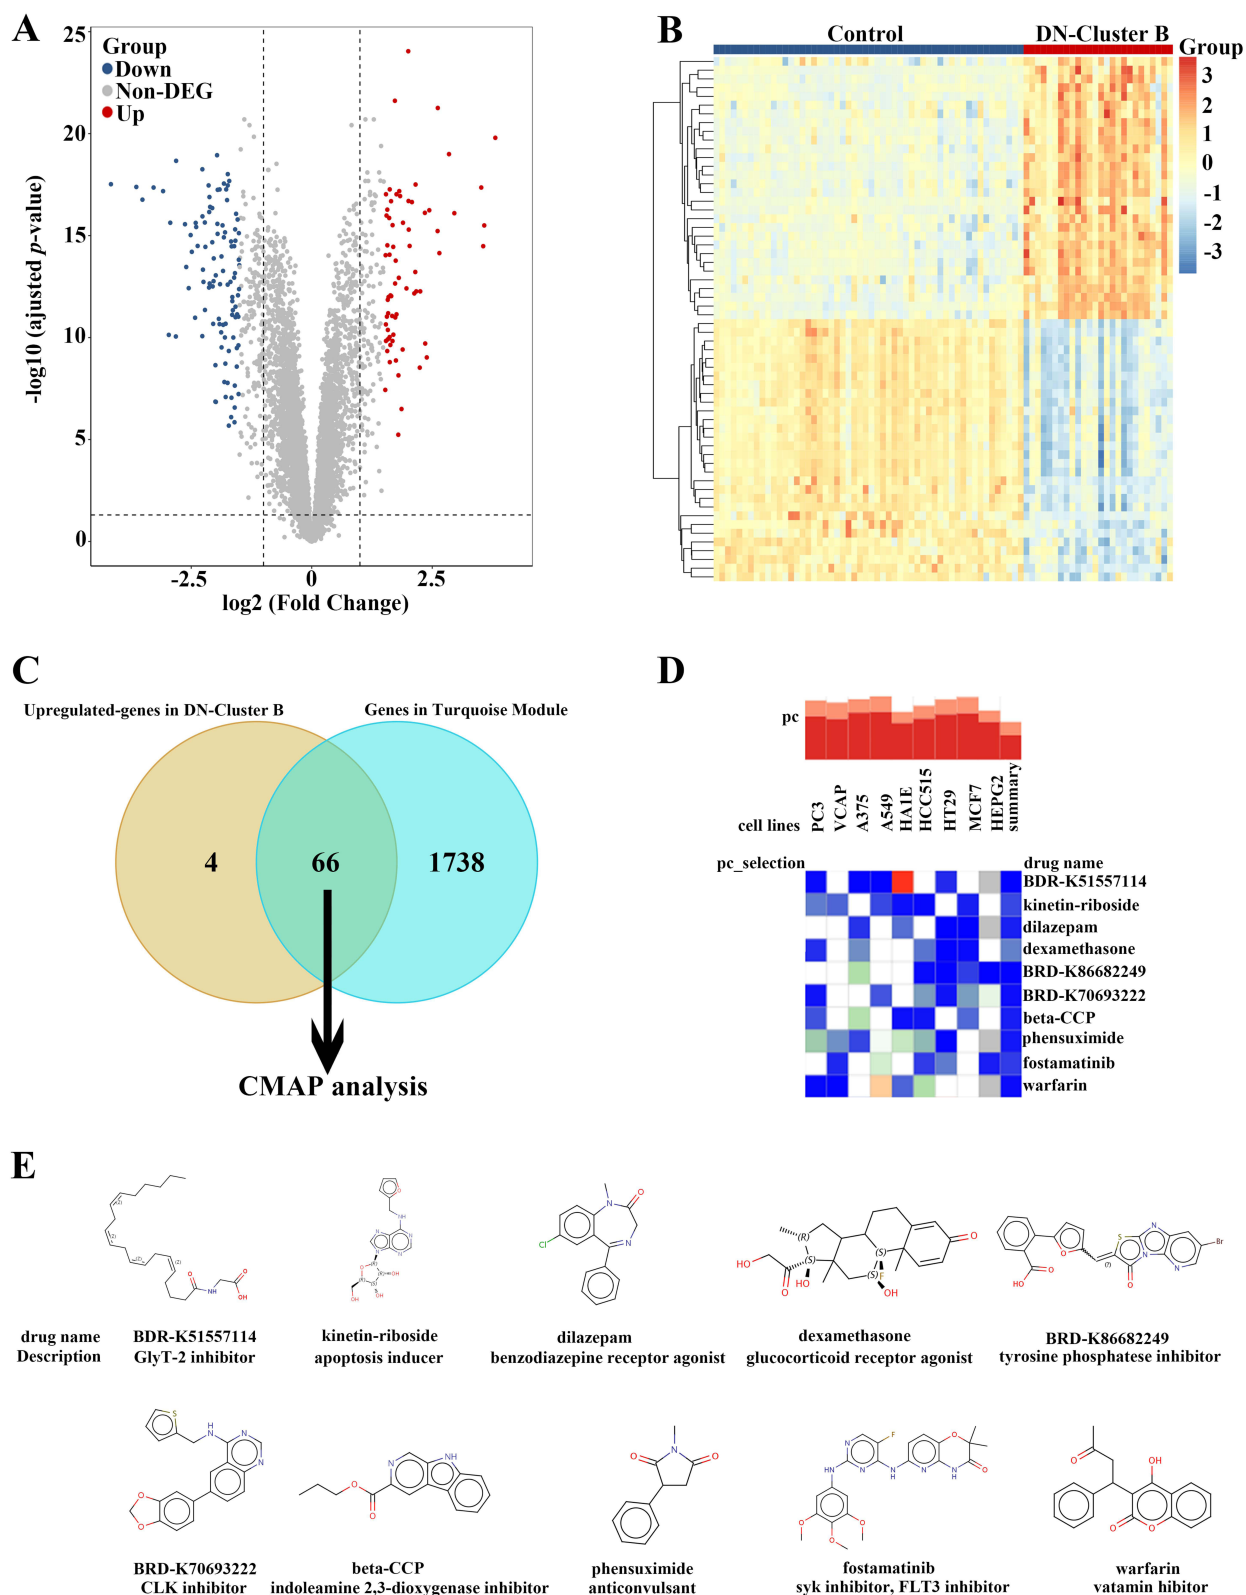 A
25
20
15
10
5
0
-log10 (ajusted p-value)
Group
Down
Non-DEG
Up
-2.5
0
2.5
log2 (Fold Change)
B
Control
DN-Cluster B
Group
3
2
1
0
-1
-2
-3
C
Upregulated-genes in DN-Cluster B
Genes in Turquoise Module
4
66
1738
CMAP analysis
D
pc
cell lines
PC3
VCAP
A375
A549
HA1E
HCC515
HT29
MCF7
HEPG2
summary
pc_selection
drug name
BDR-K51557114
kinetin-riboside
dilazepam
dexamethasone
BRD-K86682249
BRD-K70693222
beta-CCP
phensuximide
fostamatinib
warfarin
E
drug name
Description
BDR-K51557114
GlyT-2 inhibitor
kinetin-riboside
apoptosis inducer
dilazepam
benzodiazepine receptor agonist
dexamethasone
glucocorticoid receptor agonist
BRD-K86682249
tyrosine phosphatese inhibitor
BRD-K70693222
CLK inhibitor
beta-CCP
indoleamine 2,3-dioxygenase inhibitor
phensuximide
anticonvulsant
fostamatinib
syk inhibitor, FLT3 inhibitor
warfarin
vatamin hibitor